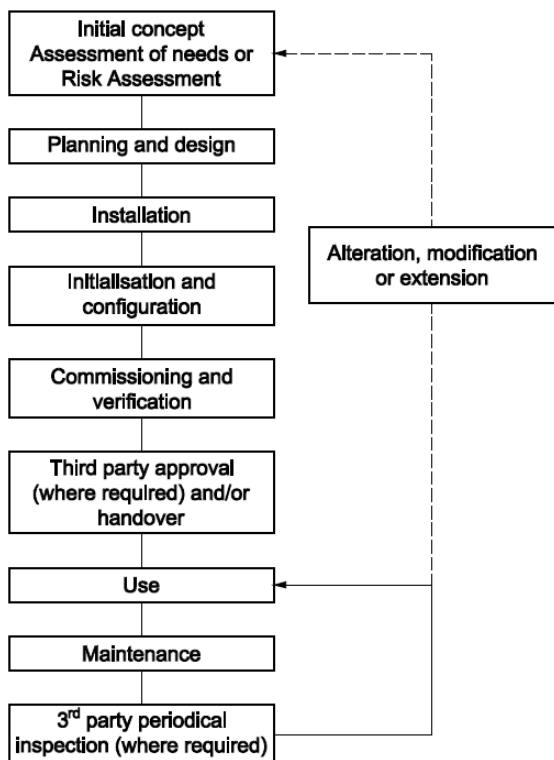 Initial concept
Assessment of needs or
Risk Assessment
Planning and design
Installation
Initialisation and
configuration
Commissioning and
verification
Third party approval
(where required) and/or
handover
Use
Maintenance
3rd party periodical
inspection (where required)
Alteration, modification
or extension